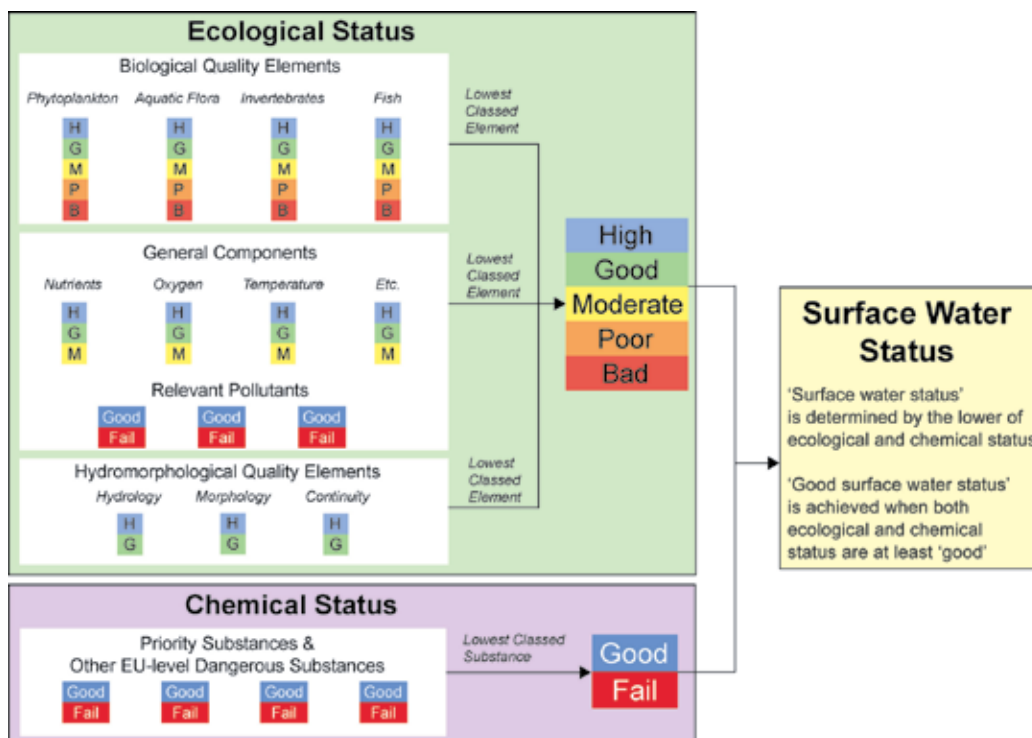 Ecological Status
Biological Quality Elements
Phytoplankton Aquatic Flora Invertebrates Fish
H H H H
G G G G
M M M M
P P P P
B B B B
Lowest
Classed
Element
General Components
Nutrients Oxygen Temperature Etc.
H H H H
G G G G
M M M M
Lowest
Classed
Element
Relevant Pollutants
Good Good Good
Fail Fail Fail
Hydromorphological Quality Elements
Hydrology Morphology Continuity
H H H
G G G
Lowest
Classed
Element
High
Good
Moderate
Poor
Bad
Chemical Status
Priority Substances &
Other EU-level Dangerous Substances
Good Good Good Good
Fail Fail Fail Fail
Lowest Classed
Substance
Good
Fail
Surface Water
Status
‘Surface water status’
is determined by the lower of
ecological and chemical status
‘Good surface water status’
is achieved when both
ecological and chemical
status are at least ‘good’